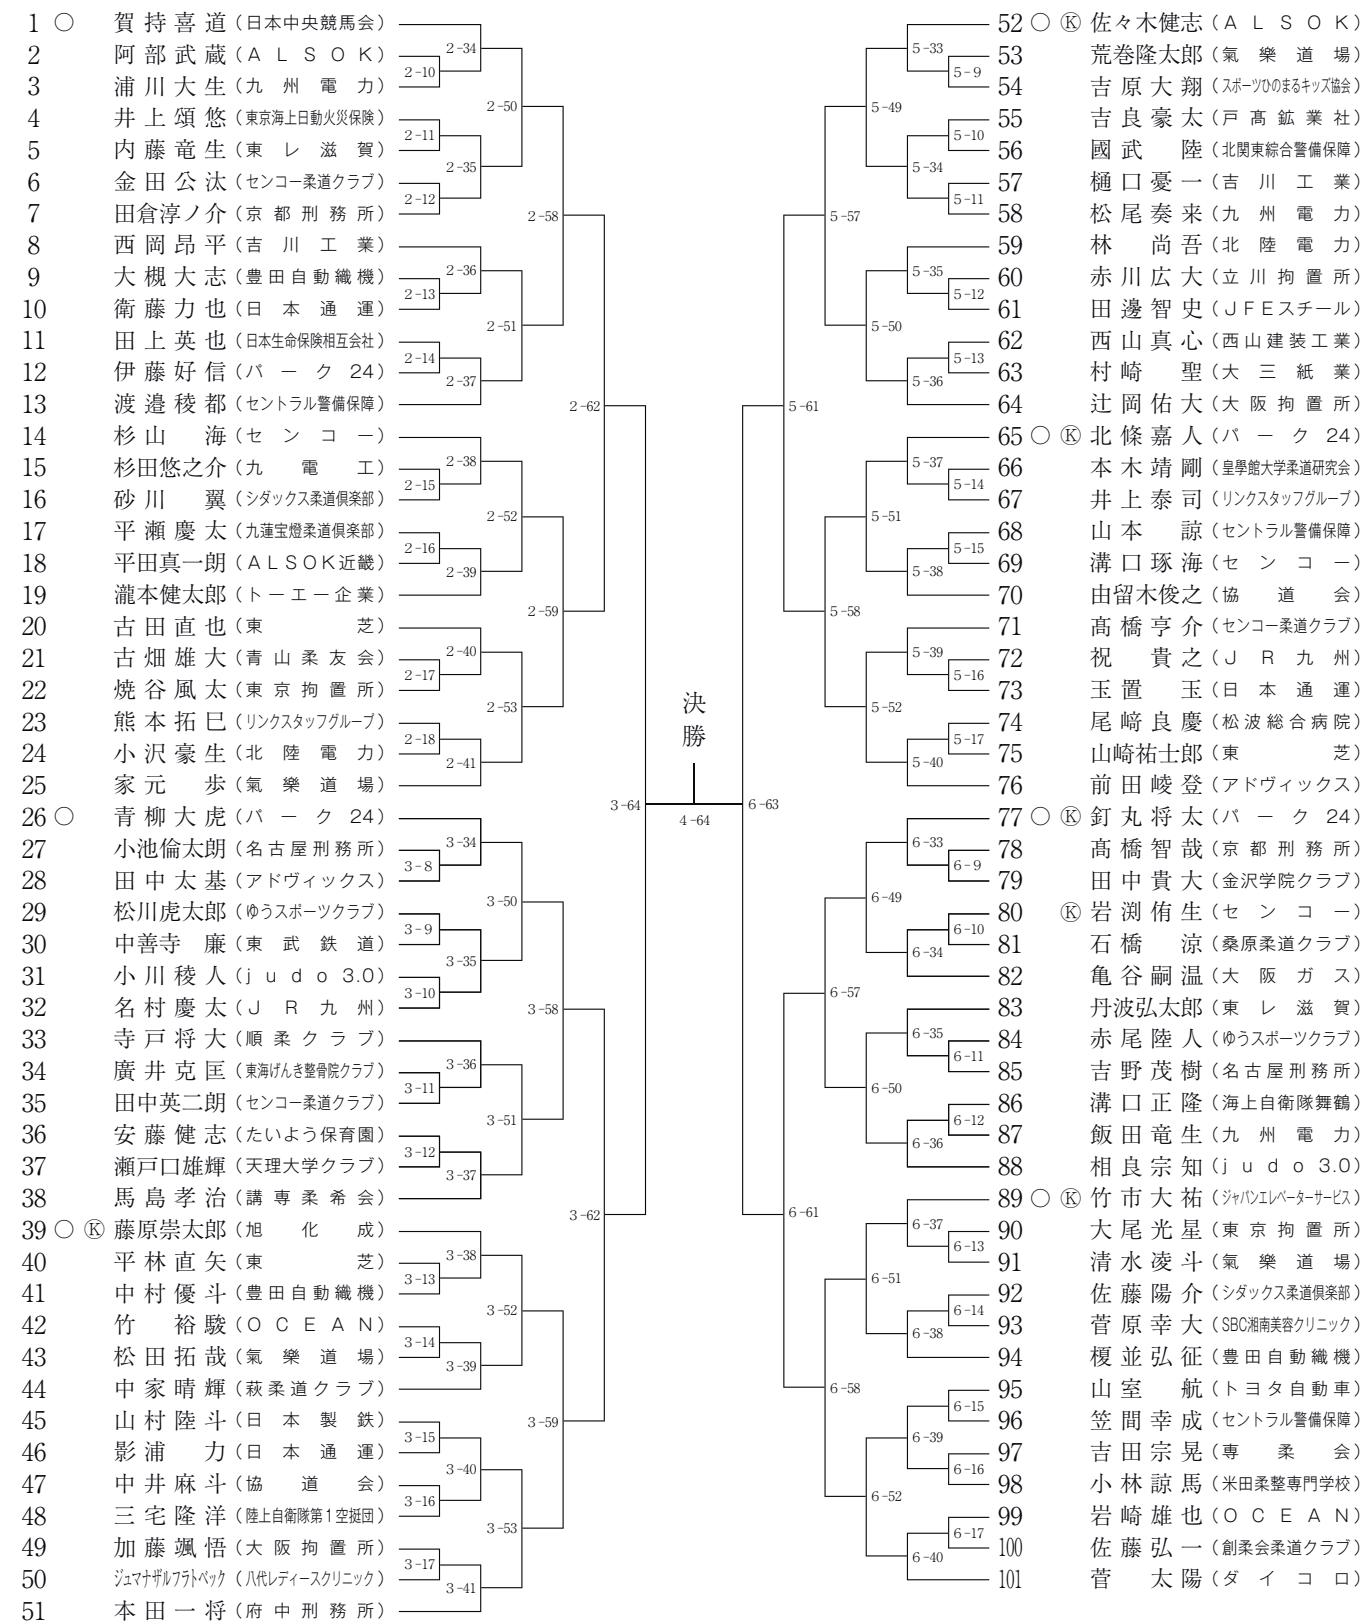 1 ○ 賀持喜道（日本中央競馬会）
2 阿部武蔵（ＡＬＳＯＫ）
3 浦川大生（九州電力）
4 井上頌悠（東京海上日動火災保険）
5 内藤竜生（東レ滋賀）
6 金田公汰（センコー柔道クラブ）
7 田倉淳ノ介（京都刑務所）
8 西岡昂平（吉川工業）
9 大槻大志（豊田自動織機）
10 衛藤力也（日本通運）
11 田上英也（日本生命保険相互会社）
12 伊藤好信（パーク24）
13 渡邉稜都（セントラル警備保障）
14 杉山　海（センコー）
15 杉田悠之介（九電工）
16 砂川　翼（シダックス柔道倶楽部）
17 平瀬慶太（九蓮宝燈柔道倶楽部）
18 平田真一朗（ＡＬＳＯＫ近畿）
19 瀧本健太郎（トーエー企業）
20 古田直也（東芝）
21 古畑雄大（青山柔友会）
22 焼谷風太（東京拘置所）
23 熊本拓巳（リンクスタッフグループ）
24 小沢豪生（北陸電力）
25 家元　歩（氣樂道場）
26 ○ 青柳大虎（パーク24）
27 小池倫太朗（名古屋刑務所）
28 田中太基（アドヴィックス）
29 松川虎太郎（ゆうスポーツクラブ）
30 中善寺　廉（東武鉄道）
31 小川稜人（ｊｕｄｏ3.0）
32 名村慶太（ＪＲ九州）
33 寺戸将大（順柔クラブ）
34 廣井克匡（東海げんき整骨院クラブ）
35 田中英二朗（センコー柔道クラブ）
36 安藤健志（たいよう保育園）
37 瀬戸口雄輝（天理大学クラブ）
38 馬島孝治（講専柔希会）
39 ○ Ⓚ 藤原崇太郎（旭化成）
40 平林直矢（東芝）
41 中村優斗（豊田自動織機）
42 竹　裕駿（ＯＣＥＡＮ）
43 松田拓哉（氣樂道場）
44 中家晴輝（萩柔道クラブ）
45 山村陸斗（日本製鉄）
46 影浦　力（日本通運）
47 中井麻斗（協道会）
48 三宅隆洋（陸上自衛隊第1空挺団）
49 加藤颯悟（大阪拘置所）
50 ジュマナザルフラトベック（八代レディースクリニック）
51 本田一将（府中刑務所）
2-34
2-10
2-50
2-11
2-35
2-12
2-58
2-36
2-13
2-51
2-14
2-37
2-62
2-38
2-15
2-52
2-16
2-39
2-59
2-40
2-17
2-53
2-18
2-41
3-64
3-34
3-8
3-50
3-9
3-35
3-10
3-58
3-36
3-11
3-51
3-12
3-37
3-62
3-38
3-13
3-52
3-14
3-39
3-59
3-15
3-40
3-16
3-53
3-17
3-41
決勝
4-64
5-33
5-9
5-49
5-10
5-34
5-11
5-57
5-35
5-12
5-50
5-13
5-36
5-61
5-37
5-14
5-51
5-15
5-38
5-58
5-39
5-16
5-52
5-17
5-40
6-63
6-33
6-9
6-49
6-10
6-34
6-57
6-35
6-11
6-50
6-12
6-36
6-61
6-37
6-13
6-51
6-14
6-38
6-58
6-15
6-39
6-16
6-52
6-17
6-40
52 ○ Ⓚ 佐々木健志（ＡＬＳＯＫ）
53 荒巻隆太郎（氣樂道場）
54 吉原大翔（スポーツひのまるキッズ協会）
55 吉良豪太（戸髙鉱業社）
56 國武　陸（北関東綜合警備保障）
57 樋口憂一（吉川工業）
58 松尾奏来（九州電力）
59 林　尚吾（北陸電力）
60 赤川広大（立川拘置所）
61 田邊智史（ＪＦＥスチール）
62 西山真心（西山建装工業）
63 村崎　聖（大三紙業）
64 辻岡佑大（大阪拘置所）
65 ○ Ⓚ 北條嘉人（パーク24）
66 本木靖剛（皇學館大学柔道研究会）
67 井上泰司（リンクスタッフグループ）
68 山本　諒（セントラル警備保障）
69 溝口琢海（センコー）
70 由留木俊之（協道会）
71 髙橋亨介（センコー柔道クラブ）
72 祝　貴之（ＪＲ九州）
73 玉置　玉（日本通運）
74 尾﨑良慶（松波総合病院）
75 山崎祐士郎（東芝）
76 前田崚登（アドヴィックス）
77 ○ Ⓚ 釘丸将太（パーク24）
78 髙橋智哉（京都刑務所）
79 田中貴大（金沢学院クラブ）
80 Ⓚ 岩渕侑生（センコー）
81 石橋　涼（桑原柔道クラブ）
82 亀谷嗣温（大阪ガス）
83 丹波弘太郎（東レ滋賀）
84 赤尾陸人（ゆうスポーツクラブ）
85 吉野茂樹（名古屋刑務所）
86 溝口正隆（海上自衛隊舞鶴）
87 飯田竜生（九州電力）
88 相良宗知（ｊｕｄｏ3.0）
89 ○ Ⓚ 竹市大祐（ジャパンエレベーターサービス）
90 大尾光星（東京拘置所）
91 清水凌斗（氣樂道場）
92 佐藤陽介（シダックス柔道倶楽部）
93 菅原幸大（SBC湘南美容クリニック）
94 榎並弘征（豊田自動織機）
95 山室　航（トヨタ自動車）
96 笠間幸成（セントラル警備保障）
97 吉田宗晃（専柔会）
98 小林諒馬（米田柔整専門学校）
99 岩崎雄也（ＯＣＥＡＮ）
100 佐藤弘一（創柔会柔道クラブ）
101 菅　太陽（ダイコロ）